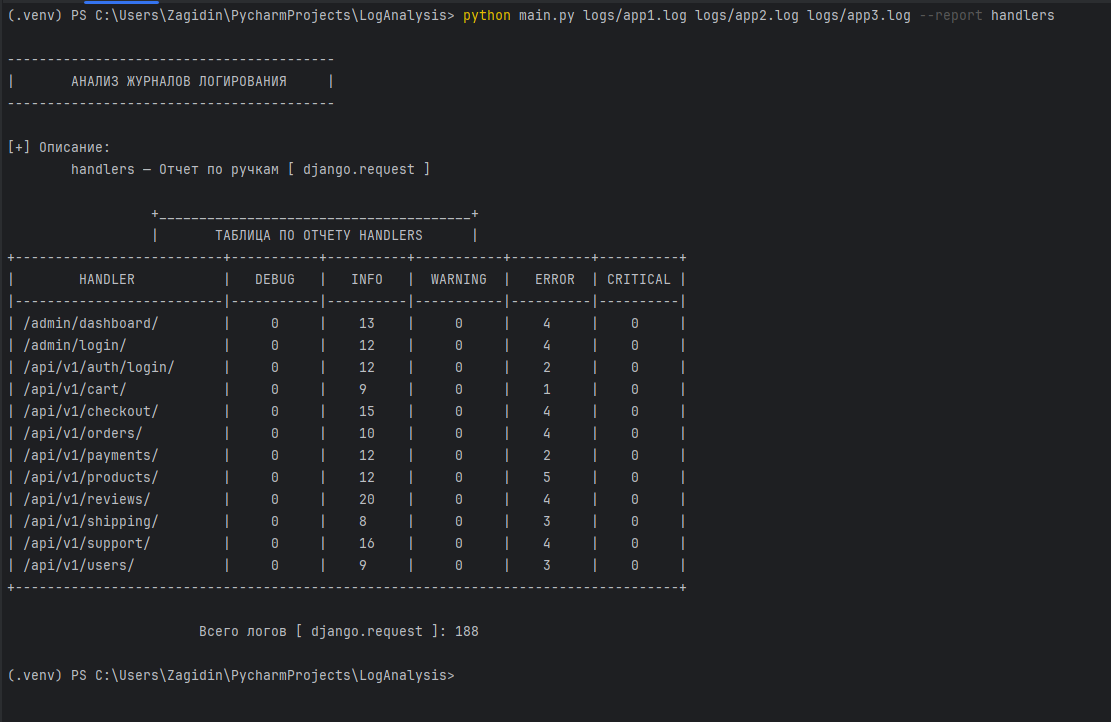 (.venv) PS C:\Users\Zagidin\PycharmProjects\LogAnalysis> python main.py logs/app1.log logs/app2.log logs/app3.log --report handlers
-----------------------------------------
|       АНАЛИЗ ЖУРНАЛОВ ЛОГИРОВАНИЯ     |
-----------------------------------------
[+] Описание:
        handlers — Отчет по ручкам [ django.request ]
                  +_______________________________________+
                  |       ТАБЛИЦА ПО ОТЧЕТУ HANDLERS      |
+--------------------------+-----------+----------+-----------+----------+----------+
|        HANDLER           |   DEBUG   |   INFO   |  WARNING  |   ERROR  | CRITICAL |
|--------------------------|-----------|----------|-----------|----------|----------|
| /admin/dashboard/        |     0     |    13    |     0     |    4     |    0     |
| /admin/login/            |     0     |    12    |     0     |    4     |    0     |
| /api/v1/auth/login/      |     0     |    12    |     0     |    2     |    0     |
| /api/v1/cart/            |     0     |    9     |     0     |    1     |    0     |
| /api/v1/checkout/        |     0     |    15    |     0     |    4     |    0     |
| /api/v1/orders/          |     0     |    10    |     0     |    4     |    0     |
| /api/v1/payments/        |     0     |    12    |     0     |    2     |    0     |
| /api/v1/products/        |     0     |    12    |     0     |    5     |    0     |
| /api/v1/reviews/         |     0     |    20    |     0     |    4     |    0     |
| /api/v1/shipping/        |     0     |    8     |     0     |    3     |    0     |
| /api/v1/support/         |     0     |    16    |     0     |    4     |    0     |
| /api/v1/users/           |     0     |    9     |     0     |    3     |    0     |
+-----------------------------------------------------------------------------------+
                        Всего логов [ django.request ]: 188
(.venv) PS C:\Users\Zagidin\PycharmProjects\LogAnalysis>